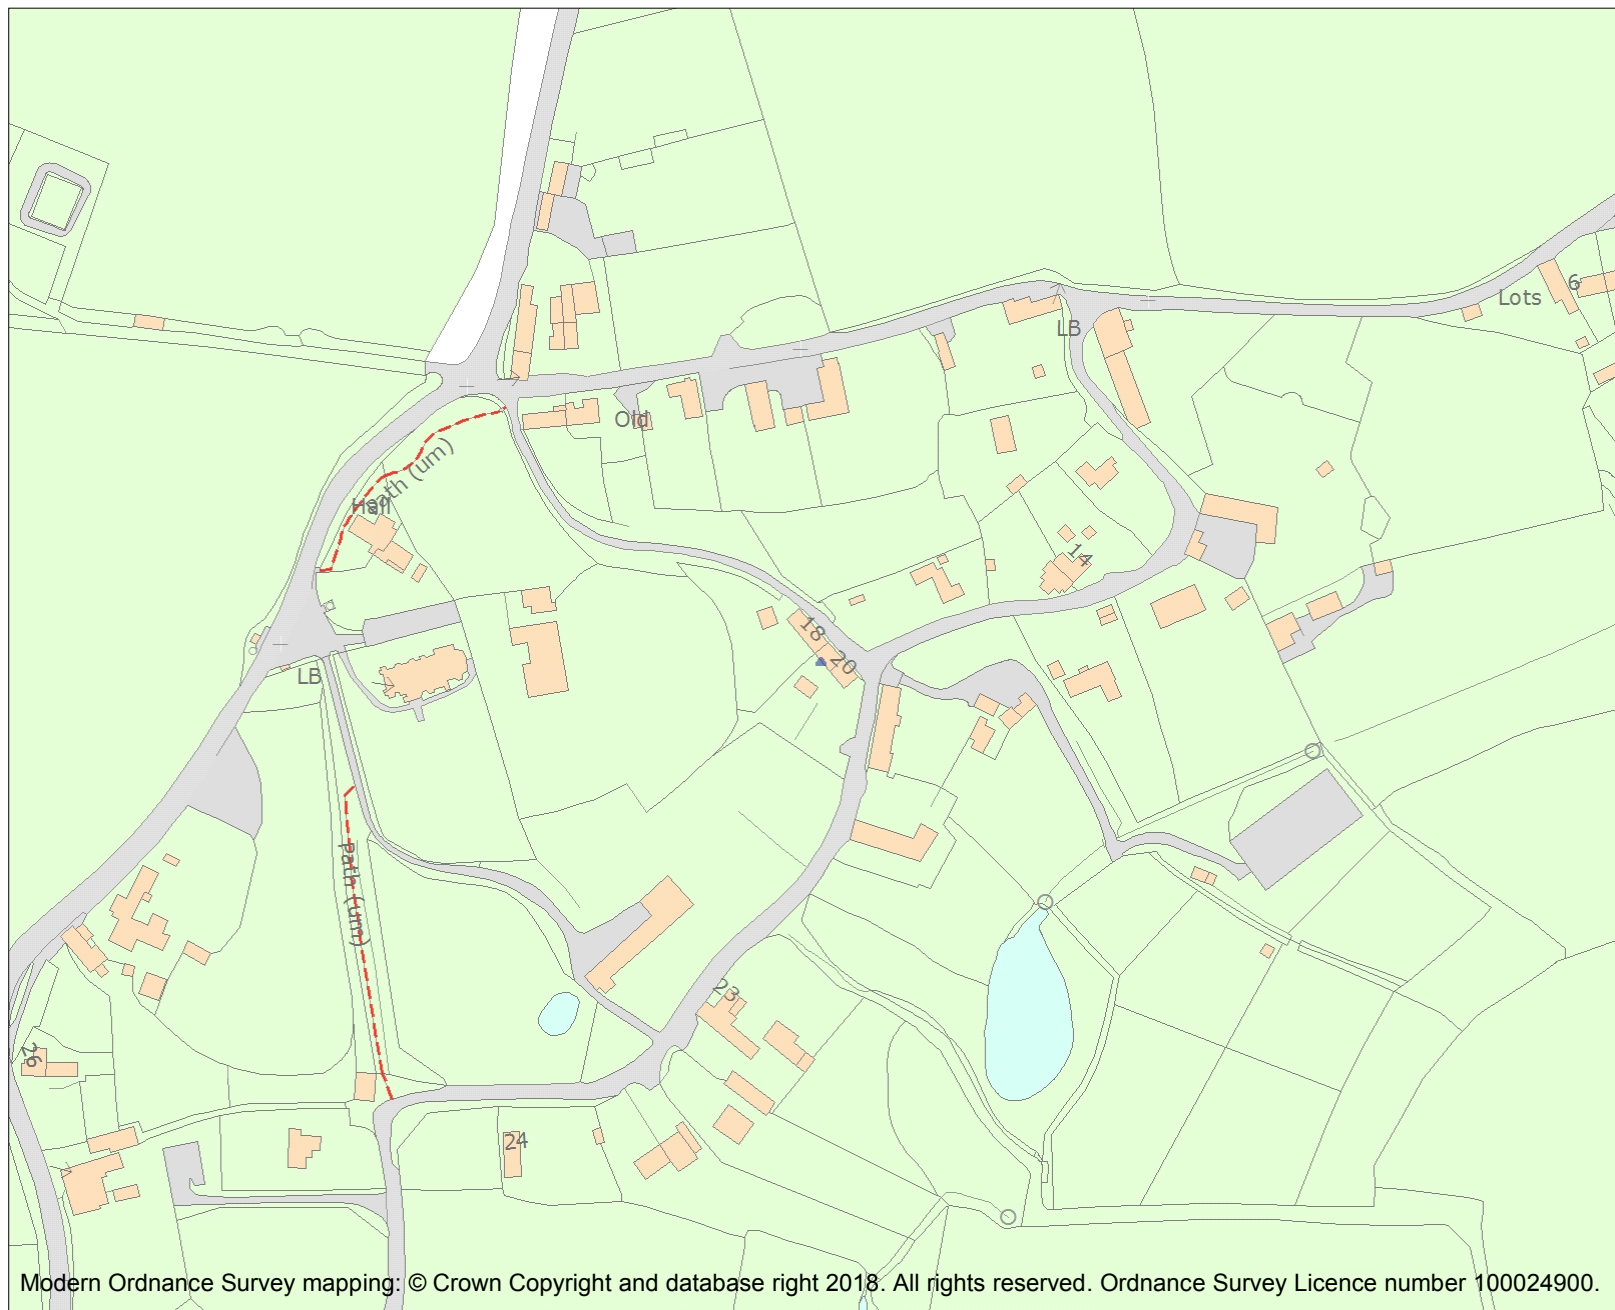 6
Lots
LB
Old
Path (um)
Hall
14
18
20
LB
Path (um)
23
26
24
Modern Ordnance Survey mapping: © Crown Copyright and database right 2018. All rights reserved. Ordnance Survey Licence number 100024900.